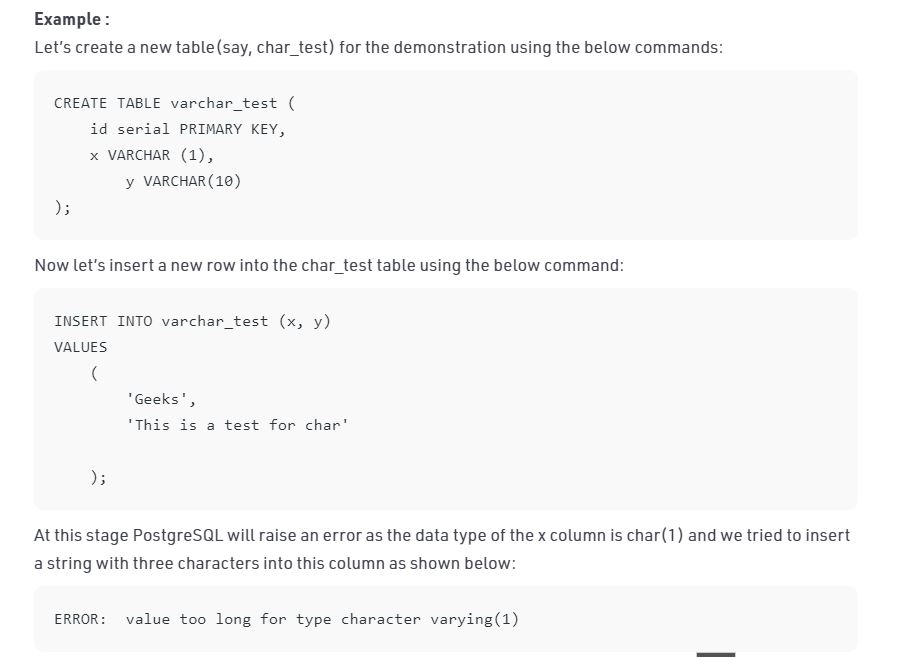 Example :
Let's create a new table(say, char_test) for the demonstration using the below commands:
CREATE TABLE varchar_test (
    id serial PRIMARY KEY,
    x VARCHAR (1),
        y VARCHAR(10)
);
Now let's insert a new row into the char_test table using the below command:
INSERT INTO varchar_test (x, y)
VALUES
    (
        'Geeks',
        'This is a test for char'
    );
At this stage PostgreSQL will raise an error as the data type of the x column is char(1) and we tried to insert
a string with three characters into this column as shown below:
ERROR:  value too long for type character varying(1)